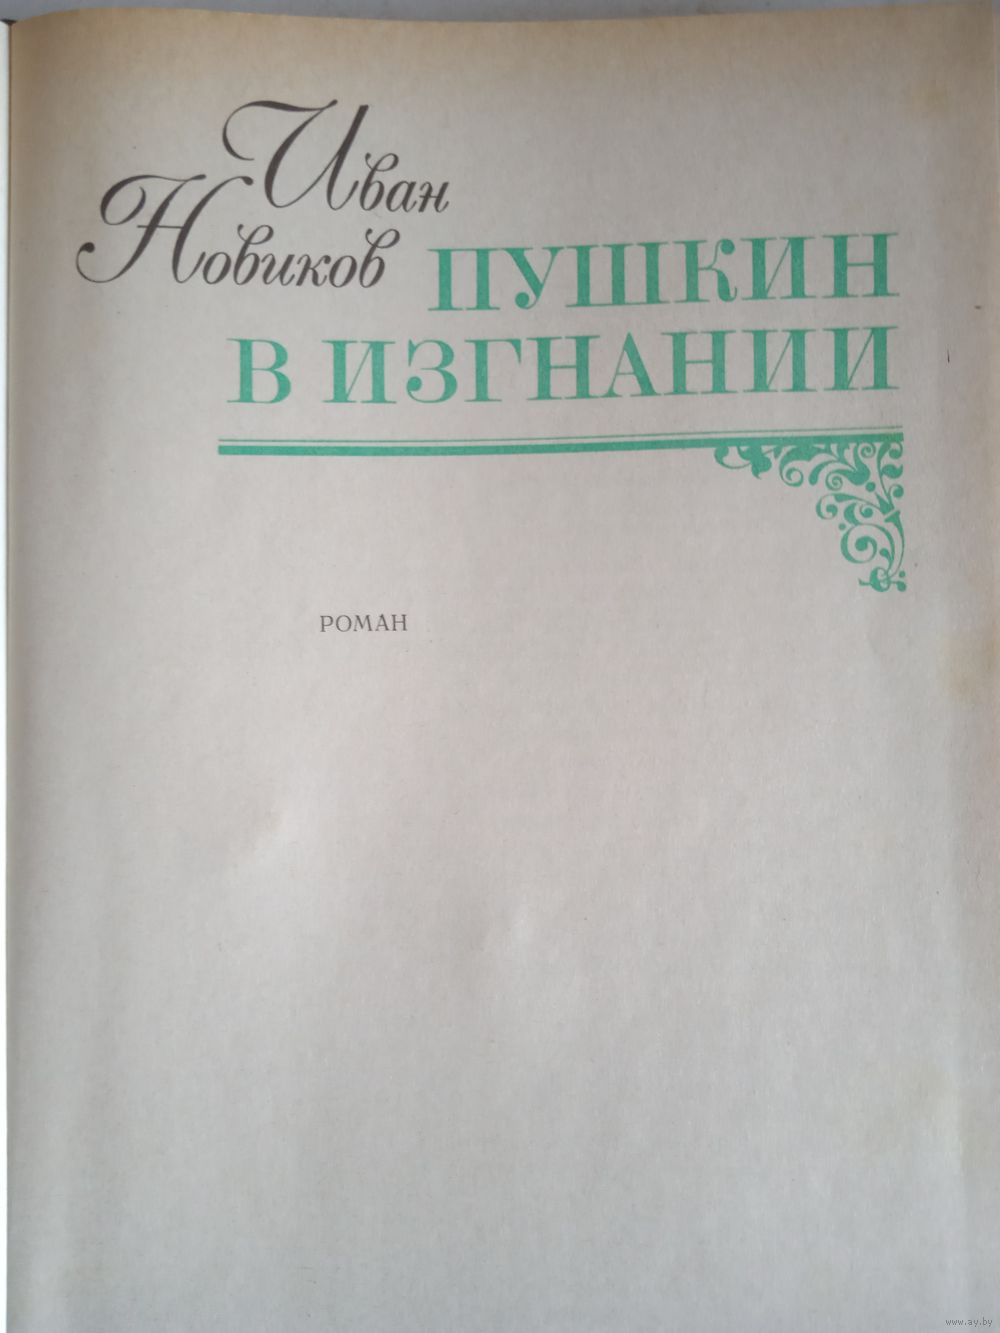 Иван
Новиков
ПУШКИН
В ИЗГНАНИИ
РОМАН
www.ay.by